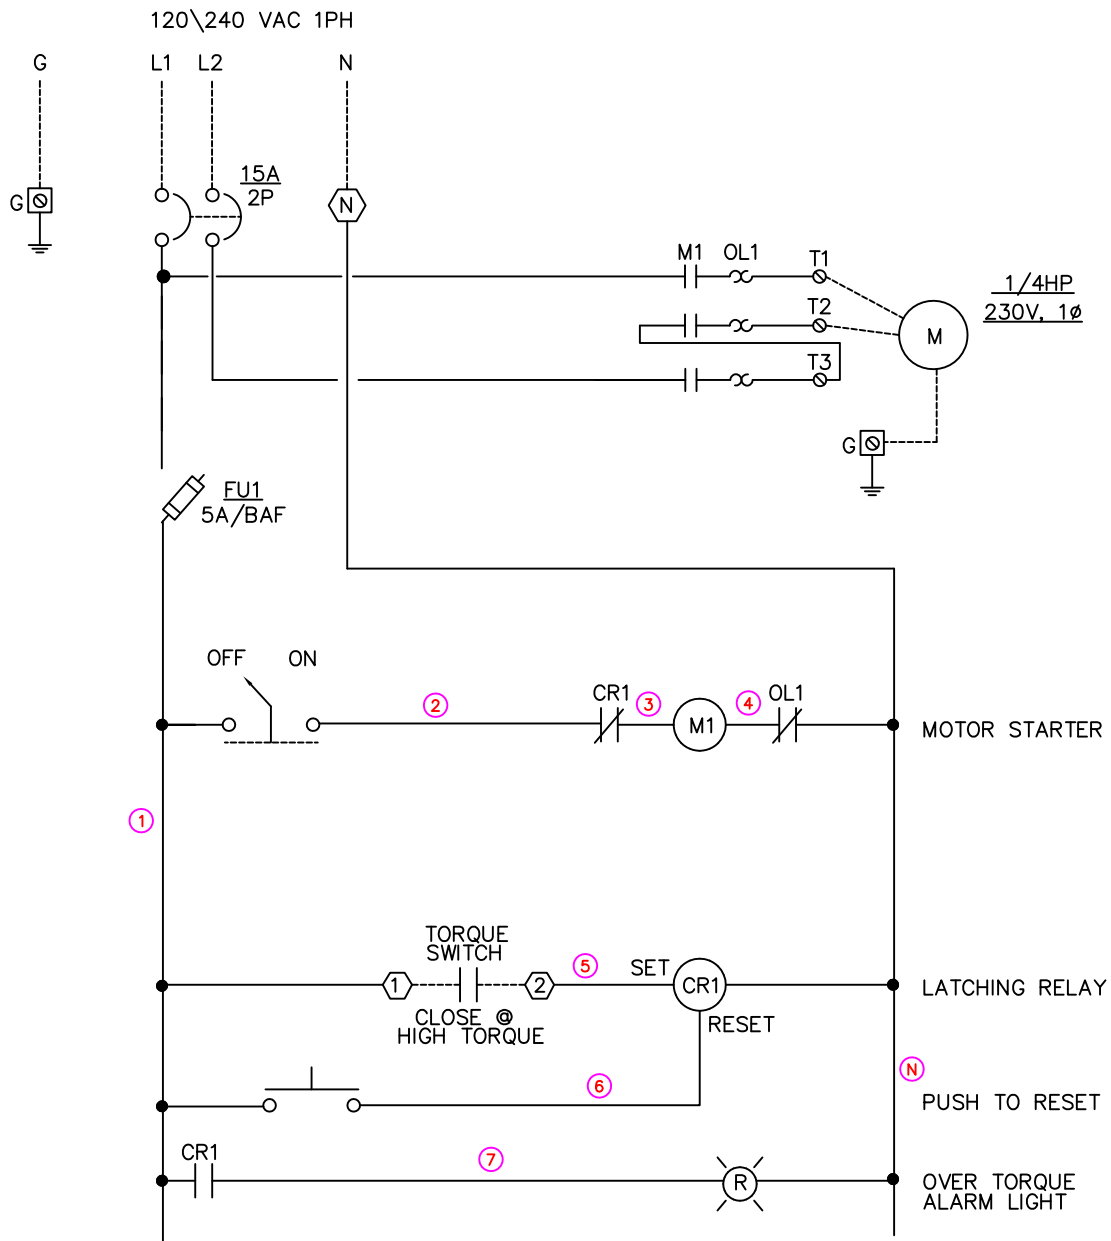 120\240 VAC 1PH
G L1 L2 N
15A
2P
G
N
M1 OL1 T1
1/4HP
230V, 1ø
T2
M
T3
G
FU1
5A/BAF
OFF ON
2
CR1
3
4
OL1
M1
MOTOR STARTER
1
TORQUE
SWITCH
5
SET
1
2
CR1
LATCHING RELAY
CLOSE @
HIGH TORQUE
RESET
N
6
PUSH TO RESET
CR1
7
R
OVER TORQUE
ALARM LIGHT